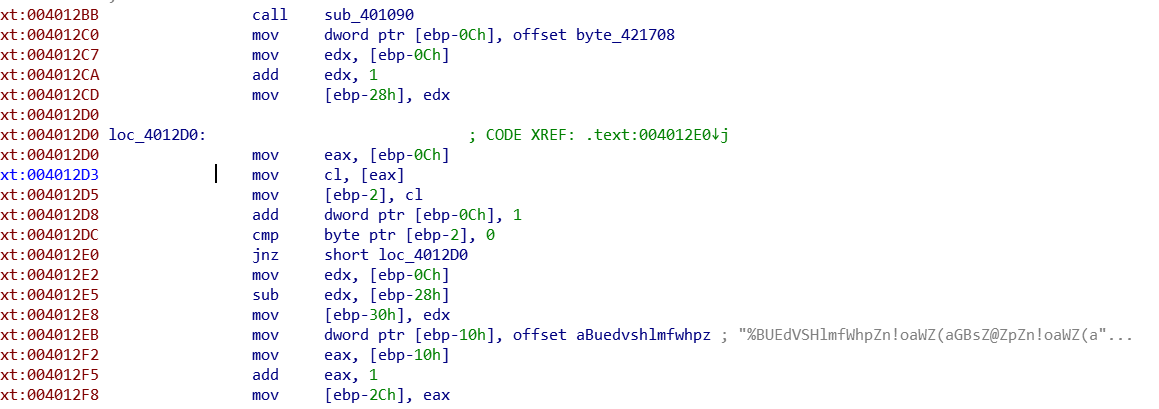 xt:004012BB call sub_401090
xt:004012C0 mov dword ptr [ebp-0Ch], offset byte_421708
xt:004012C7 mov edx, [ebp-0Ch]
xt:004012CA add edx, 1
xt:004012CD mov [ebp-28h], edx
xt:004012D0
xt:004012D0 loc_4012D0: ; CODE XREF: .text:004012E0↓j
xt:004012D0 mov eax, [ebp-0Ch]
xt:004012D3 mov cl, [eax]
xt:004012D5 mov [ebp-2], cl
xt:004012D8 add dword ptr [ebp-0Ch], 1
xt:004012DC cmp byte ptr [ebp-2], 0
xt:004012E0 jnz short loc_4012D0
xt:004012E2 mov edx, [ebp-0Ch]
xt:004012E5 sub edx, [ebp-28h]
xt:004012E8 mov [ebp-30h], edx
xt:004012EB mov dword ptr [ebp-10h], offset aBuedvshlmfwhpz ; "%BUEdVSHlmfWhpZn!oaWZ(aGBsZ@ZpZn!oaWZ(a"...
xt:004012F2 mov eax, [ebp-10h]
xt:004012F5 add eax, 1
xt:004012F8 mov [ebp-2Ch], eax